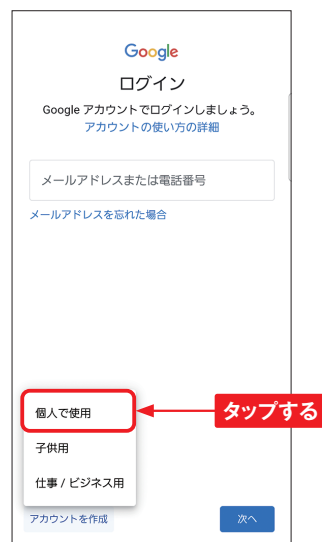 Google
ログイン
Google アカウントでログインしましょう。
アカウントの使い方の詳細
メールアドレスまたは電話番号
メールアドレスを忘れた場合
個人で使用
タップする
子供用
仕事 / ビジネス用
アカウントを作成
次へ